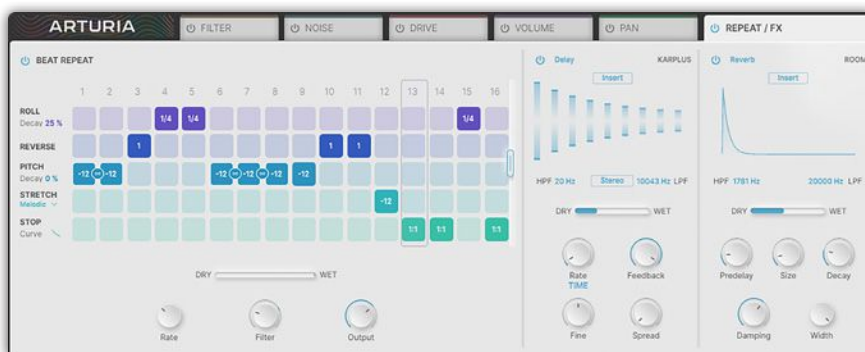 ARTURIA
FILTER
NOISE
DRIVE
VOLUME
PAN
REPEAT / FX
BEAT REPEAT
1 2 3 4 5 6 7 8 9 10 11 12 13 14 15 16
ROLL
Decay 25 %
1/4 1/4 1/4
REVERSE
1 1 1
PITCH
Decay 0 %
-12 -12 -12 -12 -12 -12
STRETCH
Melodic
-12
STOP
Curve
1:1 1:1 1:1
DRY WET
Rate
Filter
Output
Delay
KARPLUS
Insert
HPF 20 Hz
Stereo
10043 Hz LPF
DRY WET
Rate
TIME
Feedback
Fine
Spread
Reverb
ROOM
Insert
HPF 1781 Hz
20000 Hz LPF
DRY WET
Predelay
Size
Decay
Damping
Width